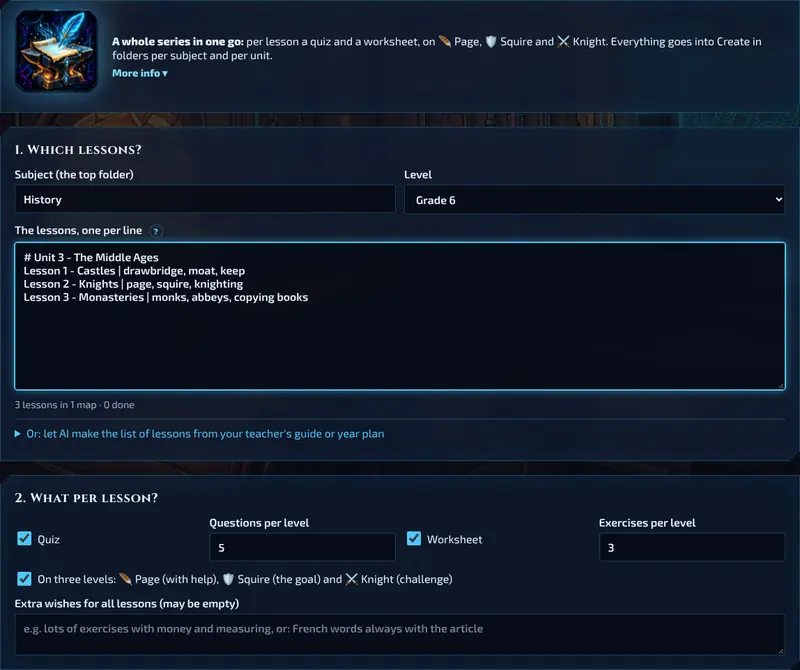 A whole series in one go: per lesson a quiz and a worksheet, on 🪶 Page, 🛡️ Squire and ⚔️ Knight. Everything goes into Create in
folders per subject and per unit.
More info ▾
1. Which lessons?
Subject (the top folder)
Level
History
Grade 6
The lessons, one per line ?
# Unit 3 - The Middle Ages
Lesson 1 - Castles | drawbridge, moat, keep
Lesson 2 - Knights | page, squire, knighting
Lesson 3 - Monasteries | monks, abbeys, copying books
3 lessons in 1 map · 0 done
▶ Or: let AI make the list of lessons from your teacher's guide or year plan
2. What per lesson?
Quiz
Questions per level
5
Worksheet
Exercises per level
3
On three levels: 🪶 Page (with help), 🛡️ Squire (the goal) and ⚔️ Knight (challenge)
Extra wishes for all lessons (may be empty)
e.g. lots of exercises with money and measuring, or: French words always with the article